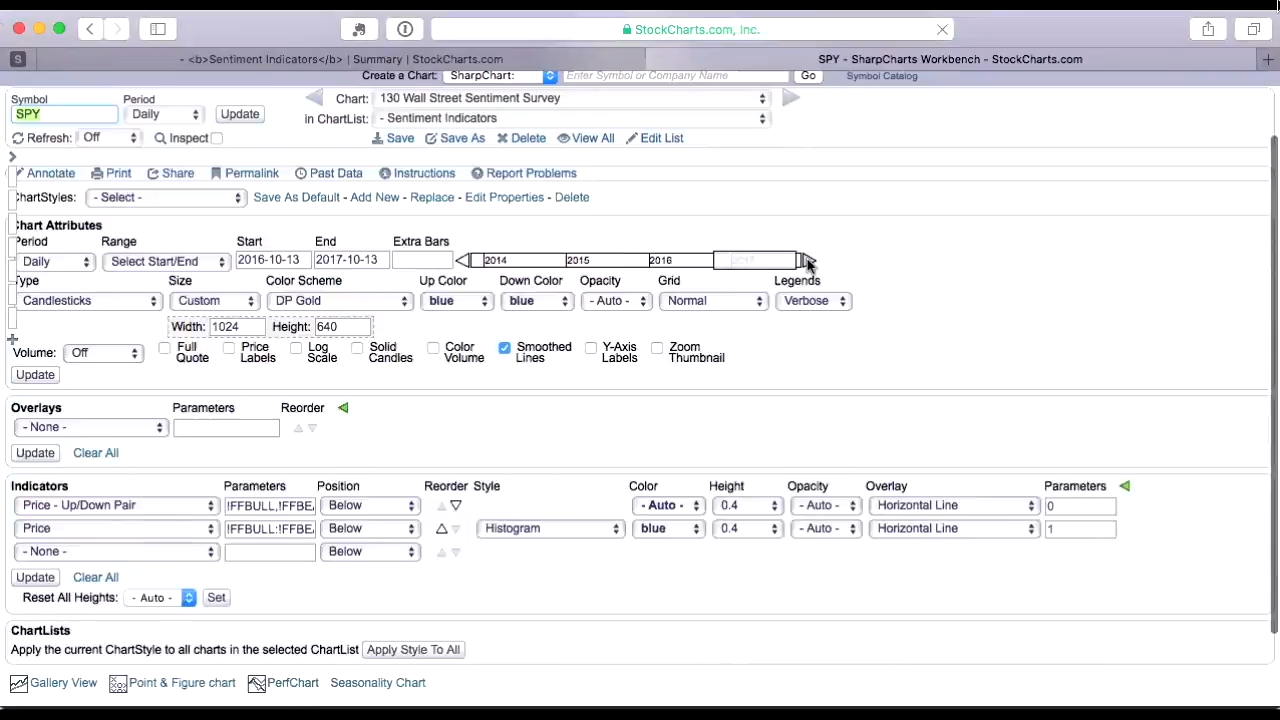 StockCharts.com, Inc.
S - <b>Sentiment Indicators</b> | Summary | StockCharts.com SPY - SharpCharts Workbench - StockCharts.com
Create a Chart: SharpChart: Enter Symbol or Company Name Go Symbol Catalog
Symbol Period Chart: 130 Wall Street Sentiment Survey
SPY Daily Update in ChartList: - Sentiment Indicators
Refresh: Off Inspect Save Save As Delete View All Edit List
Annotate Print Share Permalink Past Data Instructions Report Problems
ChartStyles: - Select - Save As Default - Add New - Replace - Edit Properties - Delete
Chart Attributes
Period Range Start End Extra Bars
Daily Select Start/End 2016-10-13 2017-10-13 2014 2015 2016 2017
Type Size Color Scheme Up Color Down Color Opacity Grid Legends
Candlesticks Custom DP Gold blue blue - Auto - Normal Verbose
Width: 1024 Height: 640
Volume: Off Full Quote Price Labels Log Scale Solid Candles Color Volume Smoothed Lines Y-Axis Labels Zoom Thumbnail
Update
Overlays Parameters Reorder
- None -
Update Clear All
Indicators Parameters Position Reorder Style Color Height Opacity Overlay Parameters
Price - Up/Down Pair !FFBULL,!FFBE Below - Auto - 0.4 - Auto - Horizontal Line 0
Price !FFBULL:!FFBE Below Histogram blue 0.4 - Auto - Horizontal Line 1
- None - Below
Update Clear All
Reset All Heights: - Auto - Set
ChartLists
Apply the current ChartStyle to all charts in the selected ChartList Apply Style To All
Gallery View Point & Figure chart PerfChart Seasonality Chart